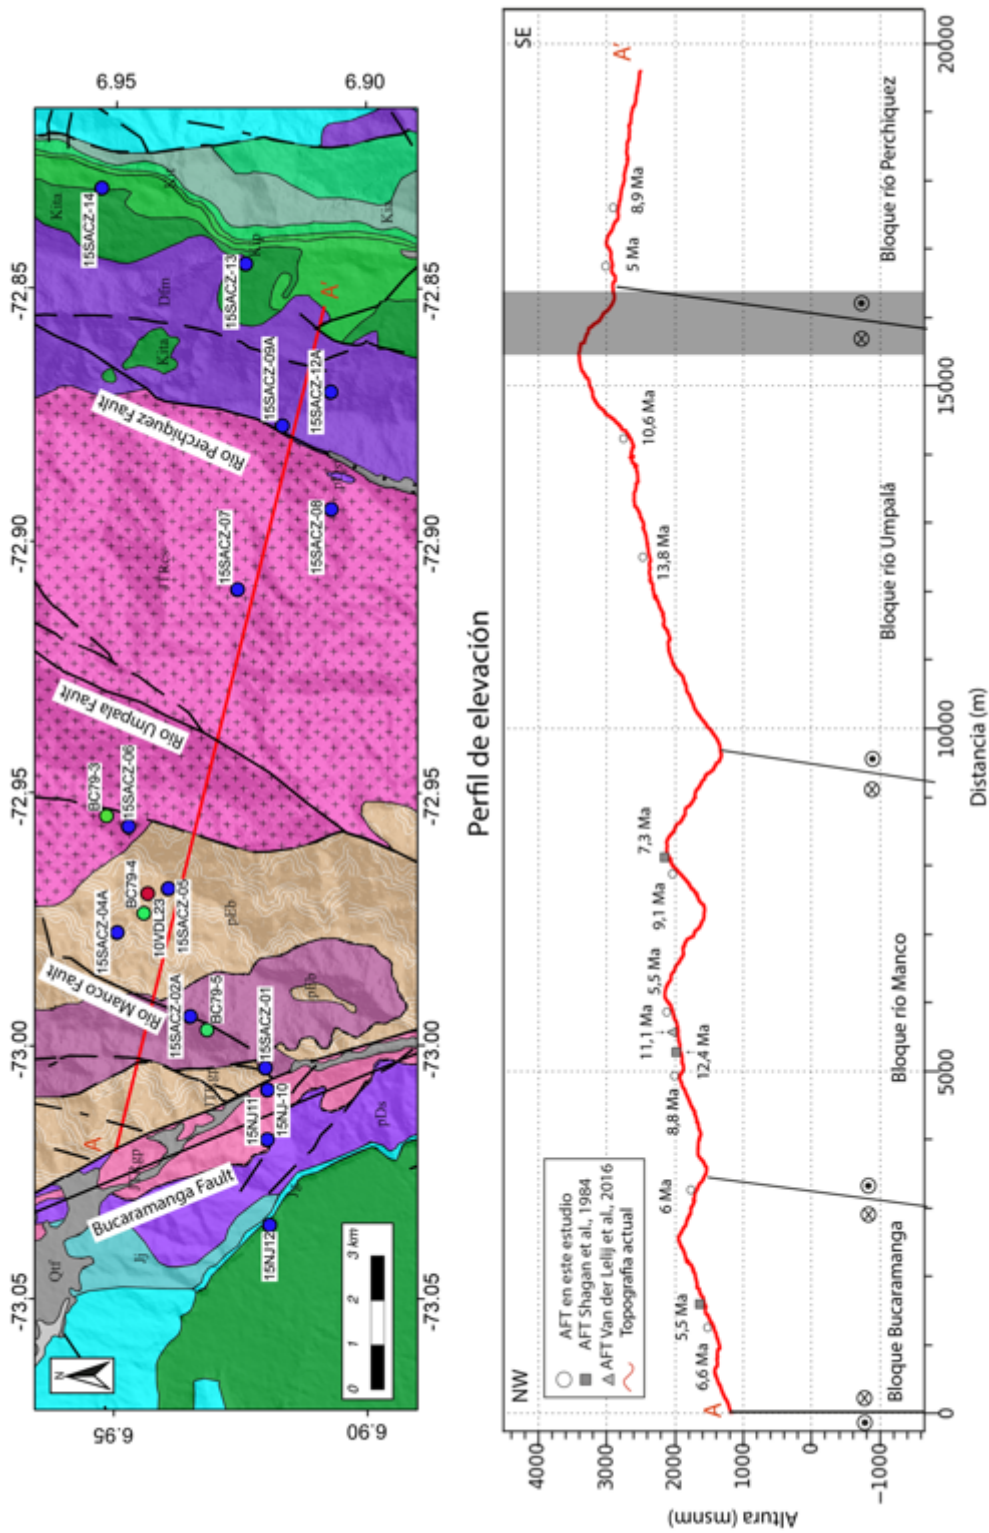 -73.05
-73.00
-72.95
-72.90
-72.85
6.95
6.90
6.95
6.90
N
0 1 2 3 km
Qtf
Jj
pDs
pEb
Dfm
Kita
Kita
A
A'
Bucaramanga Fault
Rio Manco Fault
Rio Umpala Fault
Rio Perchiquez Fault
15NJ12
15NJ11
15NJ-10
15SACZ-01
15SACZ-02A
BC79-5
15SACZ-04A
10VDL23
BC79-4
15SACZ-05
BC79-3
15SACZ-06
15SACZ-07
15SACZ-08
15SACZ-09A
15SACZ-12A
15SACZ-13
15SACZ-14
Perfil de elevación
NW
SE
AFT en este estudio
AFT Shagan et al., 1984
AFT Van der Lelij et al., 2016
Topografia actual
A
A'
6,6 Ma
5,5 Ma
6 Ma
8,8 Ma
12,4 Ma
11,1 Ma
5,5 Ma
9,1 Ma
7,3 Ma
13,8 Ma
10,6 Ma
5 Ma
8,9 Ma
Bloque Bucaramanga
Bloque río Manco
Bloque río Umpalá
Bloque río Perchiquez
4000
3000
2000
1000
0
-1000
Altura (msnm)
0
5000
10000
15000
20000
Distancia (m)